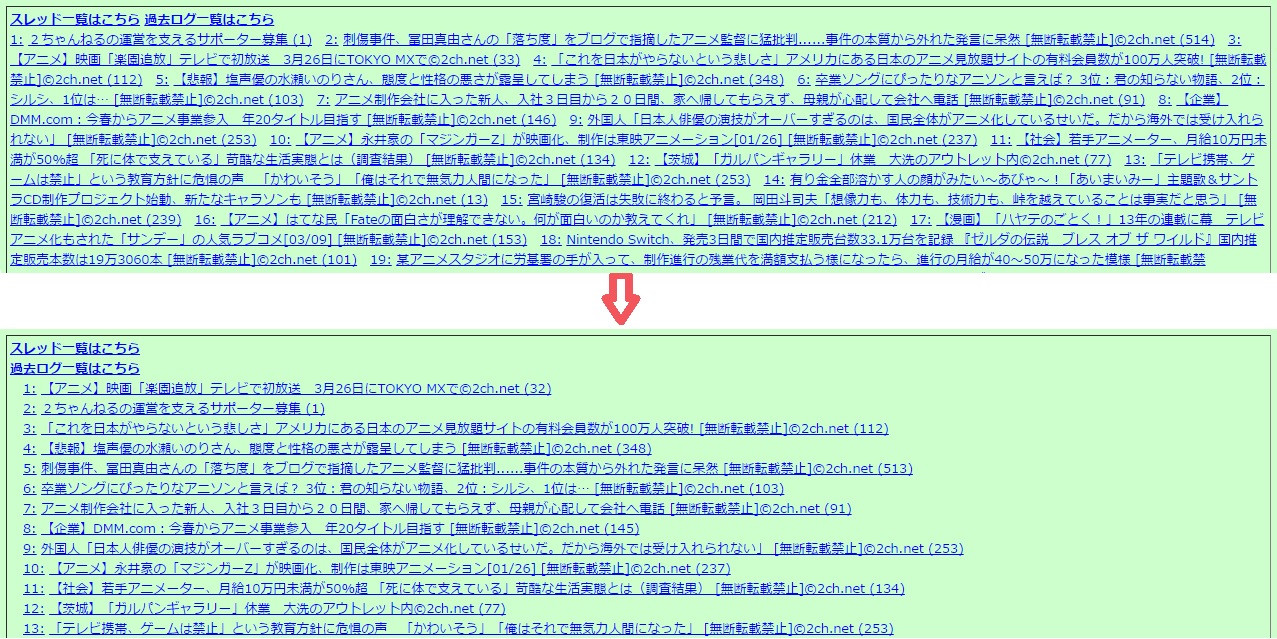 スレッド一覧はこちら 過去ログ一覧はこちら
1: ２ちゃんねるの運営を支えるサポーター募集 (1)　2: 刺傷事件、冨田真由さんの「落ち度」をブログで指摘したアニメ監督に猛批判……事件の本質から外れた発言に呆然 [無断転載禁止]©2ch.net (514)　3:
【アニメ】映画「楽園追放」テレビで初放送　3月26日にTOKYO MXで©2ch.net (33)　4: 「これを日本がやらないという悲しさ」アメリカにある日本のアニメ見放題サイトの有料会員数が100万人突破! [無断転載
禁止]©2ch.net (112)　5: 【悲報】塩声優の水瀬いのりさん、態度と性格の悪さが露呈してしまう [無断転載禁止]©2ch.net (348)　6: 卒業ソングにぴったりなアニソンと言えば？ 3位：君の知らない物語、2位：
シルシ、1位は… [無断転載禁止]©2ch.net (103)　7: アニメ制作会社に入った新人、入社３日目から２０日間、家へ帰してもらえず、母親が心配して会社へ電話 [無断転載禁止]©2ch.net (91)　8: 【企業】
DMM.com：今春からアニメ事業参入　年20タイトル目指す [無断転載禁止]©2ch.net (146)　9: 外国人「日本人俳優の演技がオーバーすぎるのは、国民全体がアニメ化しているせいだ。だから海外では受け入れら
れない」 [無断転載禁止]©2ch.net (253)　10: 【アニメ】永井豪の「マジンガーZ」が映画化、制作は東映アニメーション[01/26] [無断転載禁止]©2ch.net (237)　11: 【社会】若手アニメーター、月給10万円未
満が50%超 「死に体で支えている」苛酷な生活実態とは（調査結果） [無断転載禁止]©2ch.net (134)　12: 【茨城】「ガルパンギャラリー」休業　大洗のアウトレット内©2ch.net (77)　13: 「テレビ携帯、ゲ
ームは禁止」という教育方針に危惧の声　「かわいそう」「俺はそれで無気力人間になった」 [無断転載禁止]©2ch.net (253)　14: 有り金全部溶かす人の顔がみたい〜あびゃ〜！「あいまいみー」主題歌＆サント
ラCD制作プロジェクト始動、新たなキャラソンも [無断転載禁止]©2ch.net (13)　15: 宮崎駿の復活は失敗に終わると予言。 岡田斗司夫「想像力も、体力も、技術力も、峠を越えていることは事実だと思う」 [無
断転載禁止]©2ch.net (239)　16: 【アニメ】はてな民「Fateの面白さが理解できない。何が面白いのか教えてくれ」 [無断転載禁止]©2ch.net (212)　17: 【漫画】「ハヤテのごとく！」13年の連載に幕　テレビ
アニメ化もされた「サンデー」の人気ラブコメ[03/09] [無断転載禁止]©2ch.net (153)　18: Nintendo Switch、発売3日間で国内推定販売台数33.1万台を記録 『ゼルダの伝説　ブレス オブ ザ ワイルド』国内推
定販売本数は19万3060本 [無断転載禁止]©2ch.net (101)　19: 某アニメスタジオに労基署の手が入って、制作進行の残業代を満額支払う様になったら、進行の月給が40〜50万になった模様 [無断転載禁
スレッド一覧はこちら
過去ログ一覧はこちら
1: 【アニメ】映画「楽園追放」テレビで初放送　3月26日にTOKYO MXで©2ch.net (32)
2: ２ちゃんねるの運営を支えるサポーター募集 (1)
3: 「これを日本がやらないという悲しさ」アメリカにある日本のアニメ見放題サイトの有料会員数が100万人突破! [無断転載禁止]©2ch.net (112)
4: 【悲報】塩声優の水瀬いのりさん、態度と性格の悪さが露呈してしまう [無断転載禁止]©2ch.net (348)
5: 刺傷事件、冨田真由さんの「落ち度」をブログで指摘したアニメ監督に猛批判……事件の本質から外れた発言に呆然 [無断転載禁止]©2ch.net (513)
6: 卒業ソングにぴったりなアニソンと言えば？ 3位：君の知らない物語、2位：シルシ、1位は… [無断転載禁止]©2ch.net (103)
7: アニメ制作会社に入った新人、入社３日目から２０日間、家へ帰してもらえず、母親が心配して会社へ電話 [無断転載禁止]©2ch.net (91)
8: 【企業】DMM.com：今春からアニメ事業参入　年20タイトル目指す [無断転載禁止]©2ch.net (145)
9: 外国人「日本人俳優の演技がオーバーすぎるのは、国民全体がアニメ化しているせいだ。だから海外では受け入れられない」 [無断転載禁止]©2ch.net (253)
10: 【アニメ】永井豪の「マジンガーZ」が映画化、制作は東映アニメーション[01/26] [無断転載禁止]©2ch.net (237)
11: 【社会】若手アニメーター、月給10万円未満が50%超 「死に体で支えている」苛酷な生活実態とは（調査結果） [無断転載禁止]©2ch.net (134)
12: 【茨城】「ガルパンギャラリー」休業　大洗のアウトレット内©2ch.net (77)
13: 「テレビ携帯、ゲームは禁止」という教育方針に危惧の声　「かわいそう」「俺はそれで無気力人間になった」 [無断転載禁止]©2ch.net (253)